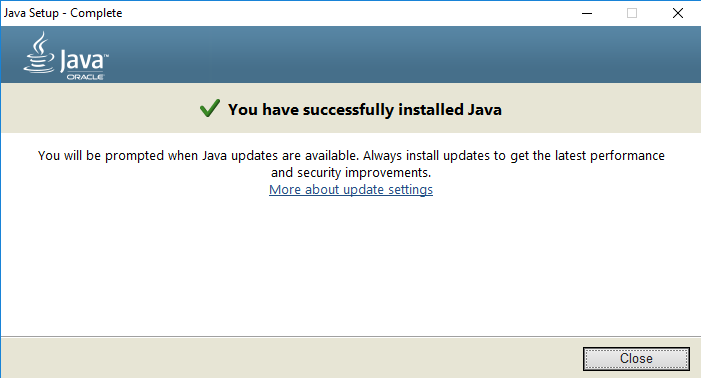 Java Setup - Complete
Java™
ORACLE
You have successfully installed Java
You will be prompted when Java updates are available. Always install updates to get the latest performance
and security improvements.
More about update settings
Close